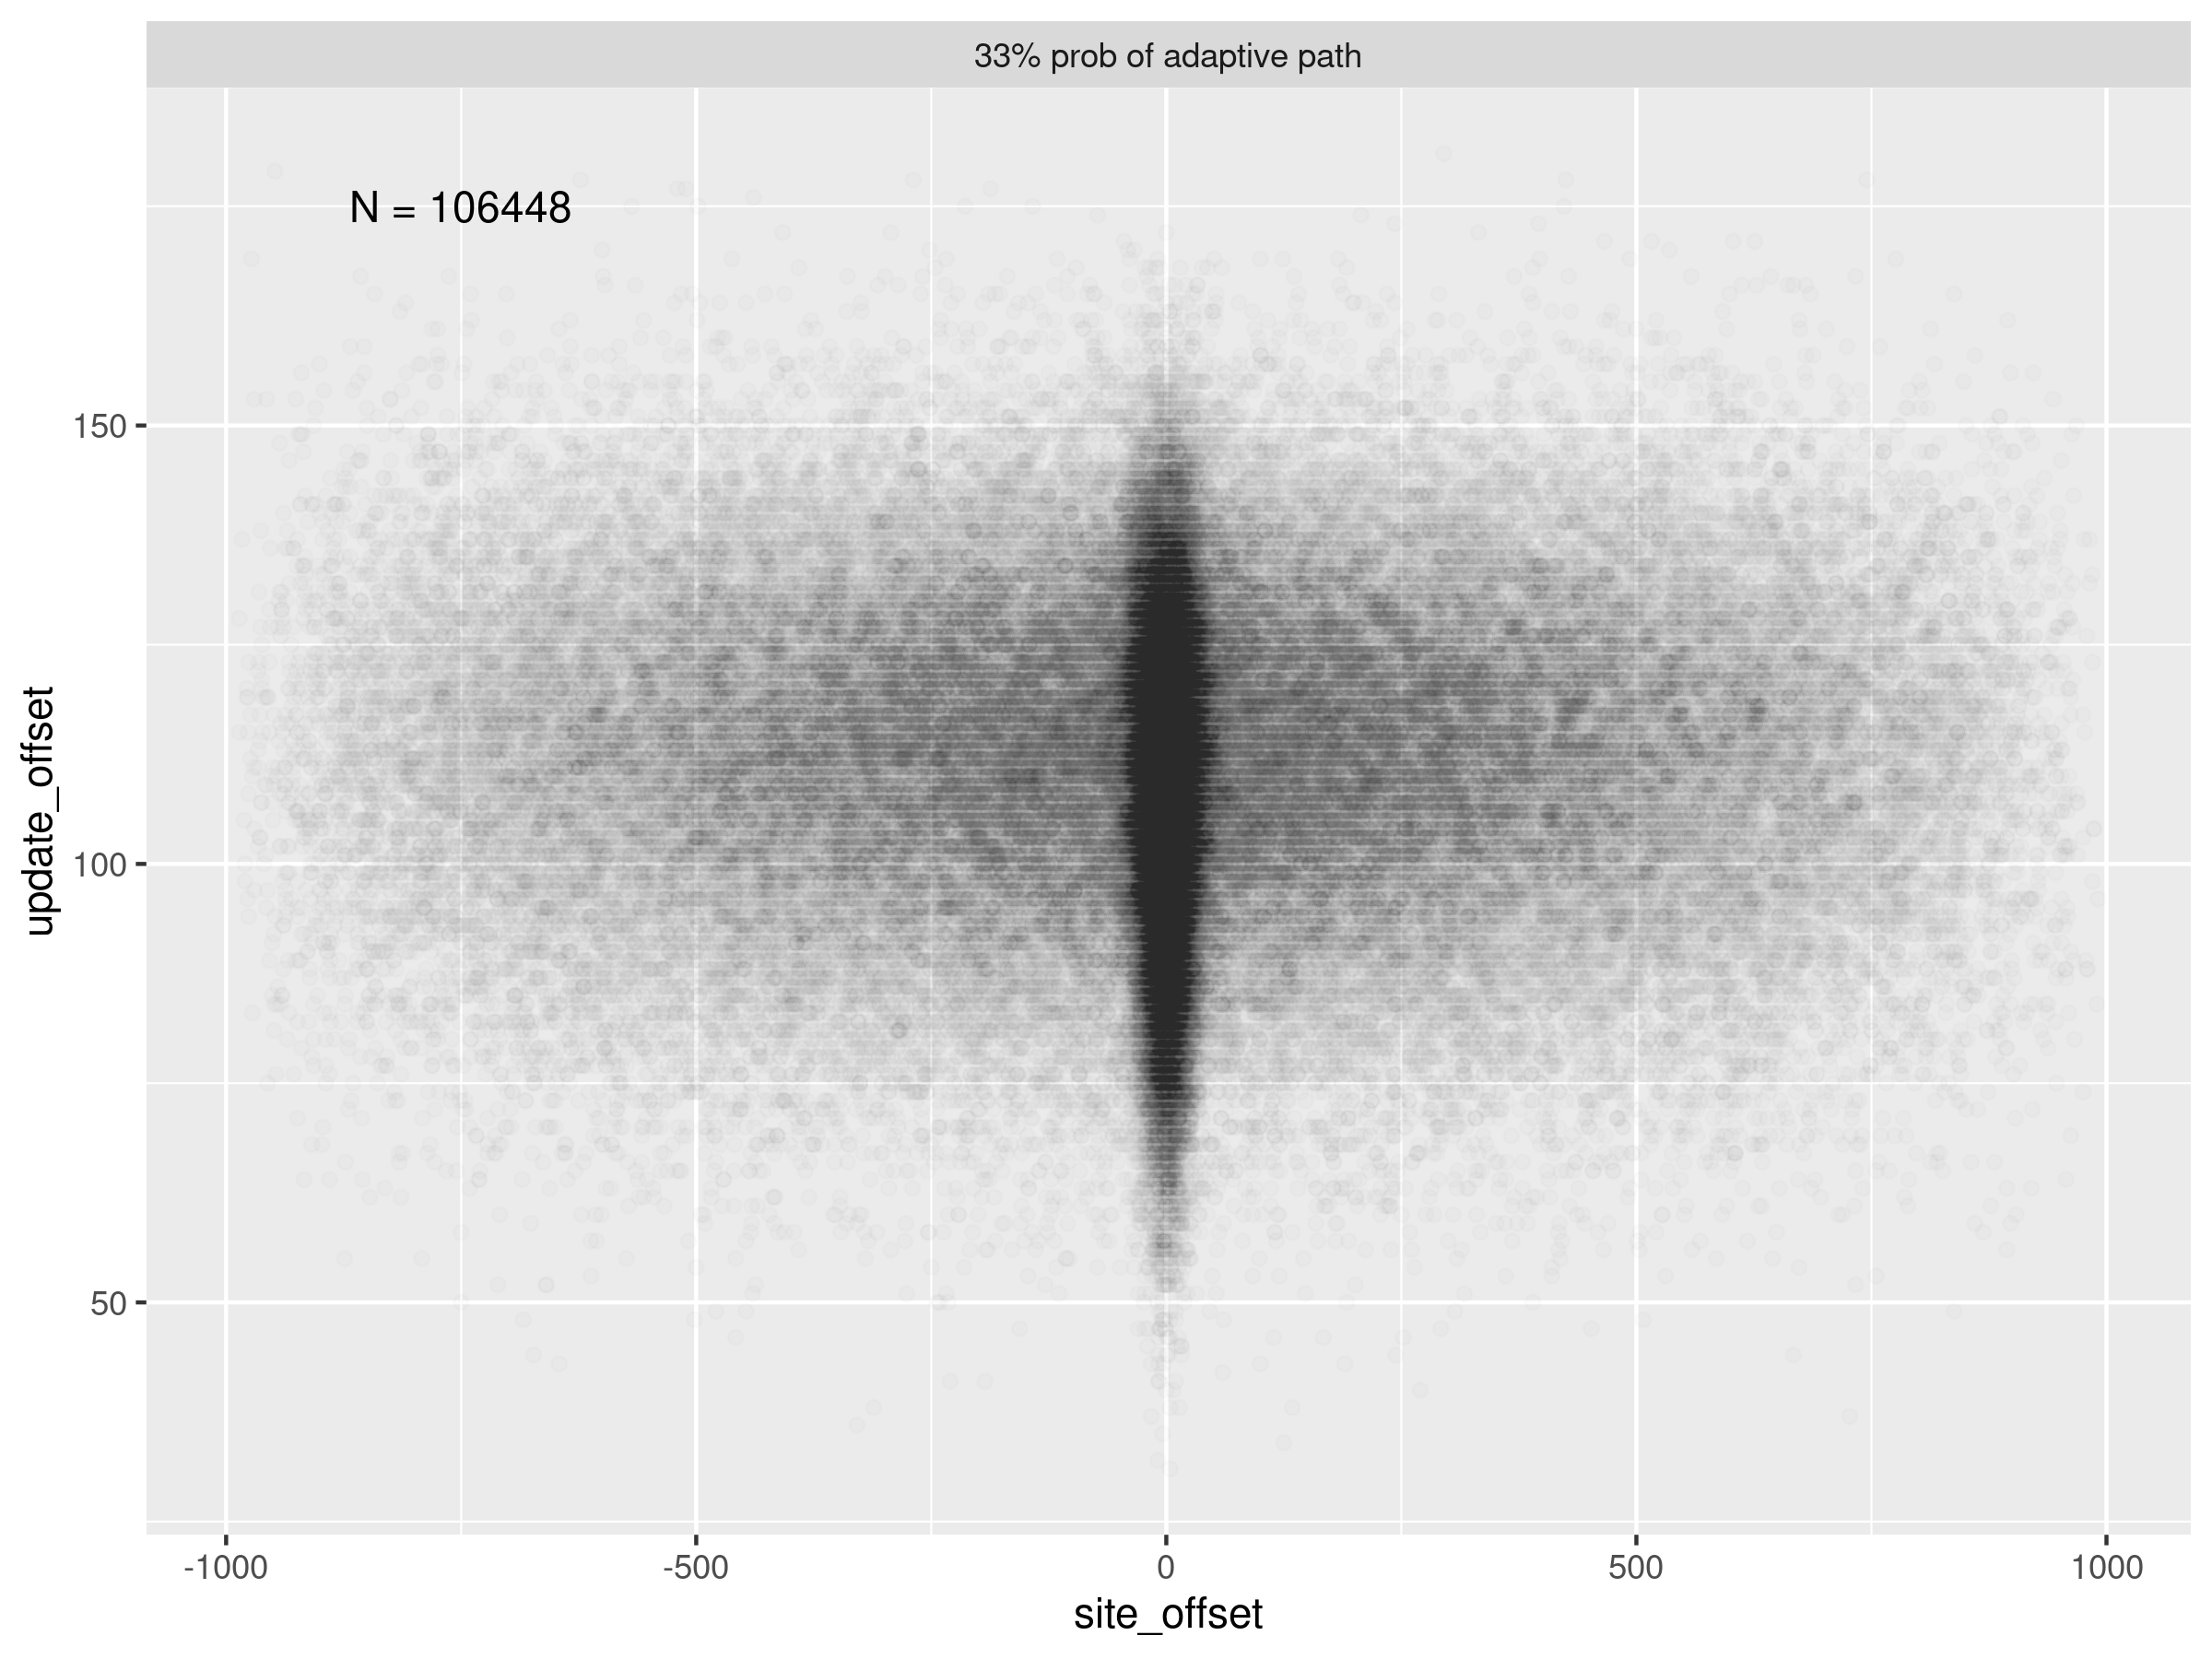 33% prob of adaptive path
N = 106448
update_offset
150
100
50
-1000
-500
0
500
1000
site_offset